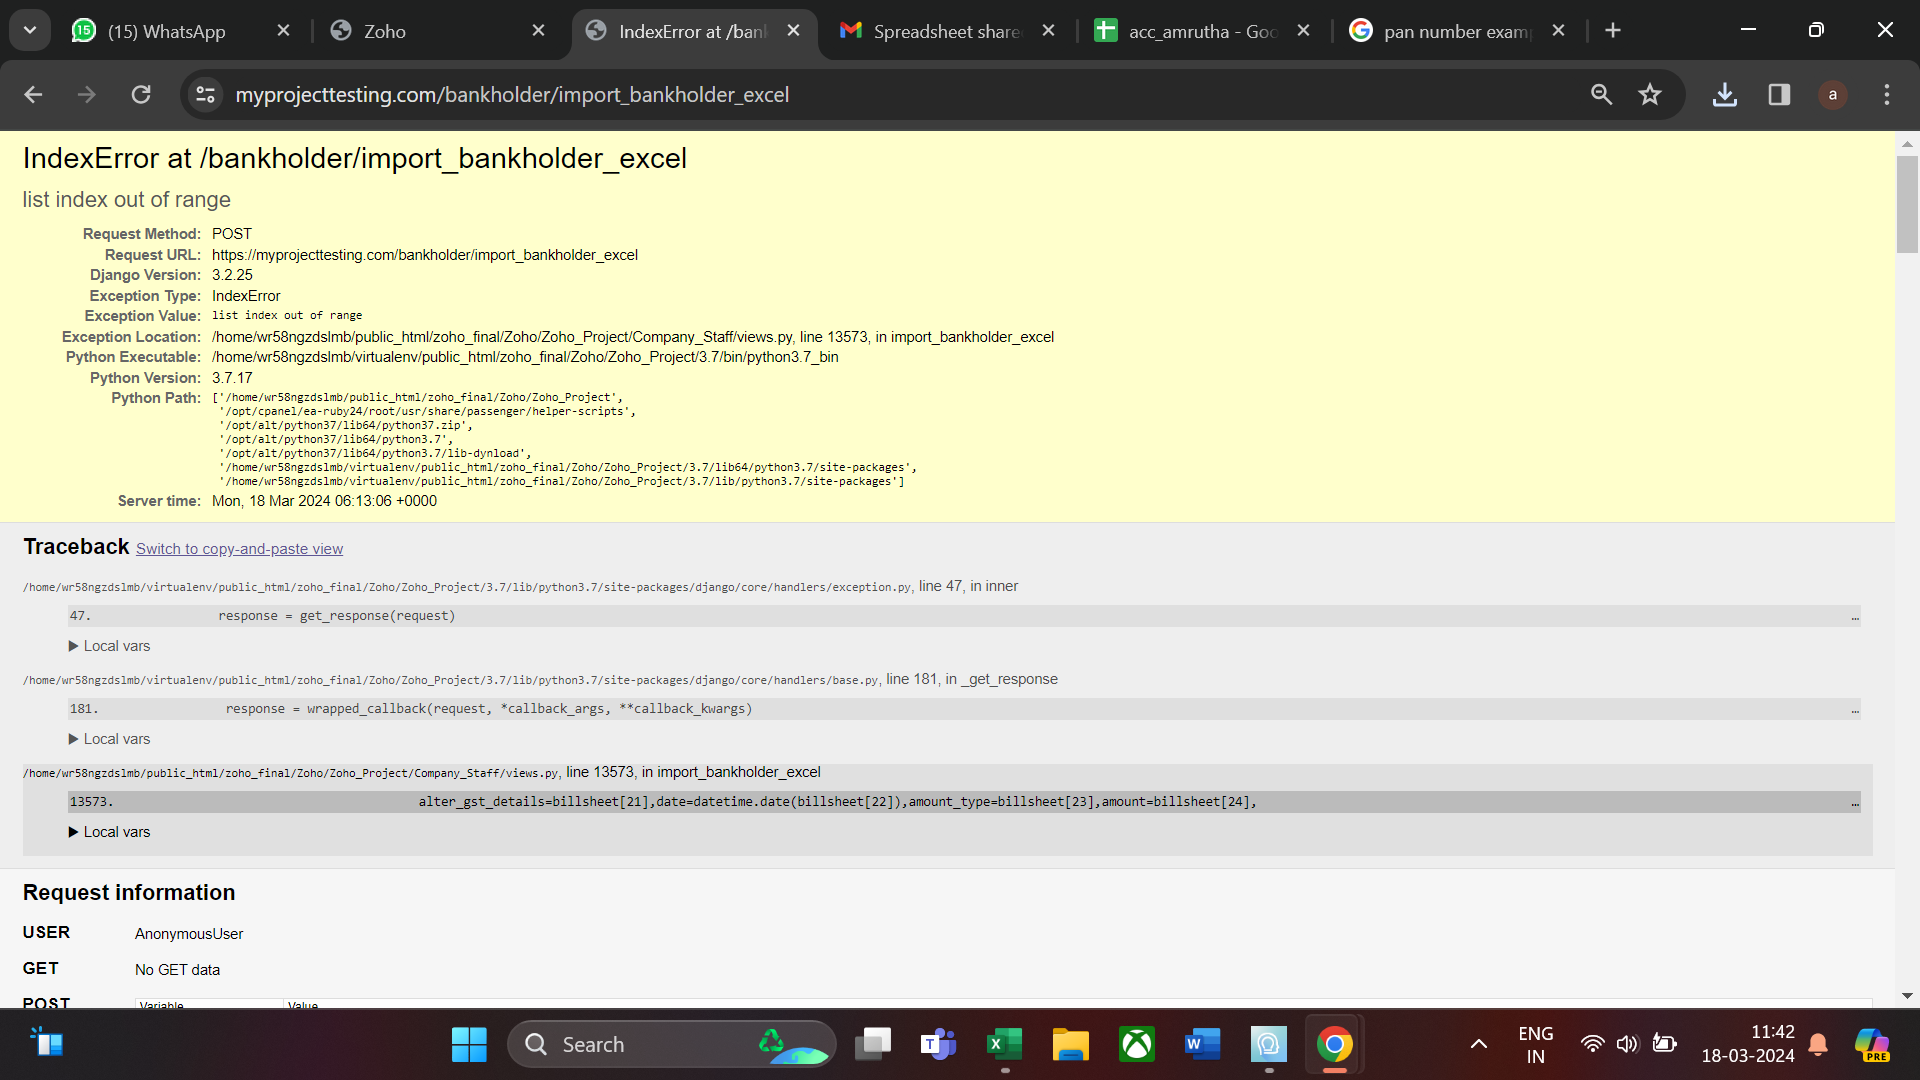 15
(15) WhatsApp
Zoho
IndexError at /bank
Spreadsheet share
acc_amrutha - Goo
pan number exam
myprojecttesting.com/bankholder/import_bankholder_excel
a
IndexError at /bankholder/import_bankholder_excel
list index out of range
Request Method: POST
Request URL: https://myprojecttesting.com/bankholder/import_bankholder_excel
Django Version: 3.2.25
Exception Type: IndexError
Exception Value: list index out of range
Exception Location: /home/wr58ngzdslmb/public_html/zoho_final/Zoho/Zoho_Project/Company_Staff/views.py, line 13573, in import_bankholder_excel
Python Executable: /home/wr58ngzdslmb/virtualenv/public_html/zoho_final/Zoho/Zoho_Project/3.7/bin/python3.7_bin
Python Version: 3.7.17
Python Path: ['/home/wr58ngzdslmb/public_html/zoho_final/Zoho/Zoho_Project',
'/opt/cpanel/ea-ruby24/root/usr/share/passenger/helper-scripts',
'/opt/alt/python37/lib64/python37.zip',
'/opt/alt/python37/lib64/python3.7',
'/opt/alt/python37/lib64/python3.7/lib-dynload',
'/home/wr58ngzdslmb/virtualenv/public_html/zoho_final/Zoho/Zoho_Project/3.7/lib64/python3.7/site-packages',
'/home/wr58ngzdslmb/virtualenv/public_html/zoho_final/Zoho/Zoho_Project/3.7/lib/python3.7/site-packages']
Server time: Mon, 18 Mar 2024 06:13:06 +0000
Traceback Switch to copy-and-paste view
/home/wr58ngzdslmb/virtualenv/public_html/zoho_final/Zoho/Zoho_Project/3.7/lib/python3.7/site-packages/django/core/handlers/exception.py, line 47, in inner
47. response = get_response(request) …
▶ Local vars
/home/wr58ngzdslmb/virtualenv/public_html/zoho_final/Zoho/Zoho_Project/3.7/lib/python3.7/site-packages/django/core/handlers/base.py, line 181, in _get_response
181. response = wrapped_callback(request, *callback_args, **callback_kwargs) …
▶ Local vars
/home/wr58ngzdslmb/public_html/zoho_final/Zoho/Zoho_Project/Company_Staff/views.py, line 13573, in import_bankholder_excel
13573. alter_gst_details=billsheet[21],date=datetime.date(billsheet[22]),amount_type=billsheet[23],amount=billsheet[24], …
▶ Local vars
Request information
USER AnonymousUser
GET No GET data
POST Variable Value
Search
ENG
IN
11:42
18-03-2024
PRE